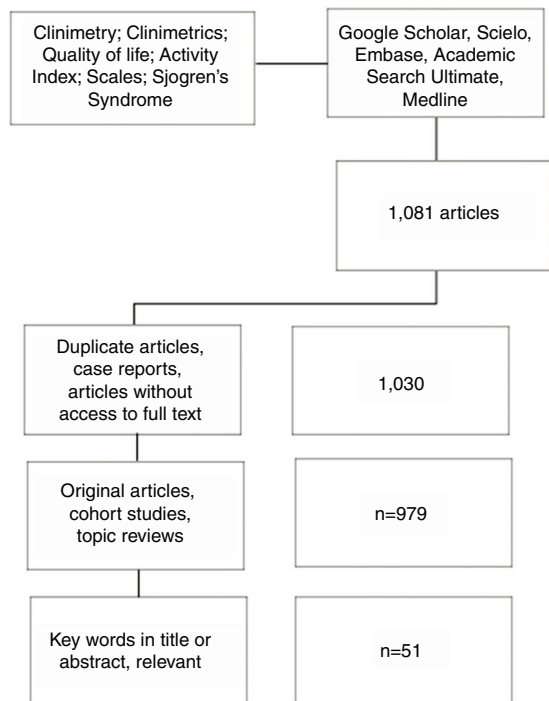 Clinimetry; Clinimetrics;
Quality of life; Activity
Index; Scales; Sjogren's
Syndrome
Google Scholar, Scielo,
Embase, Academic
Search Ultimate,
Medline
1,081 articles
Duplicate articles,
case reports,
articles without
access to full text
1,030
Original articles,
cohort studies,
topic reviews
n=979
Key words in title or
abstract, relevant
n=51